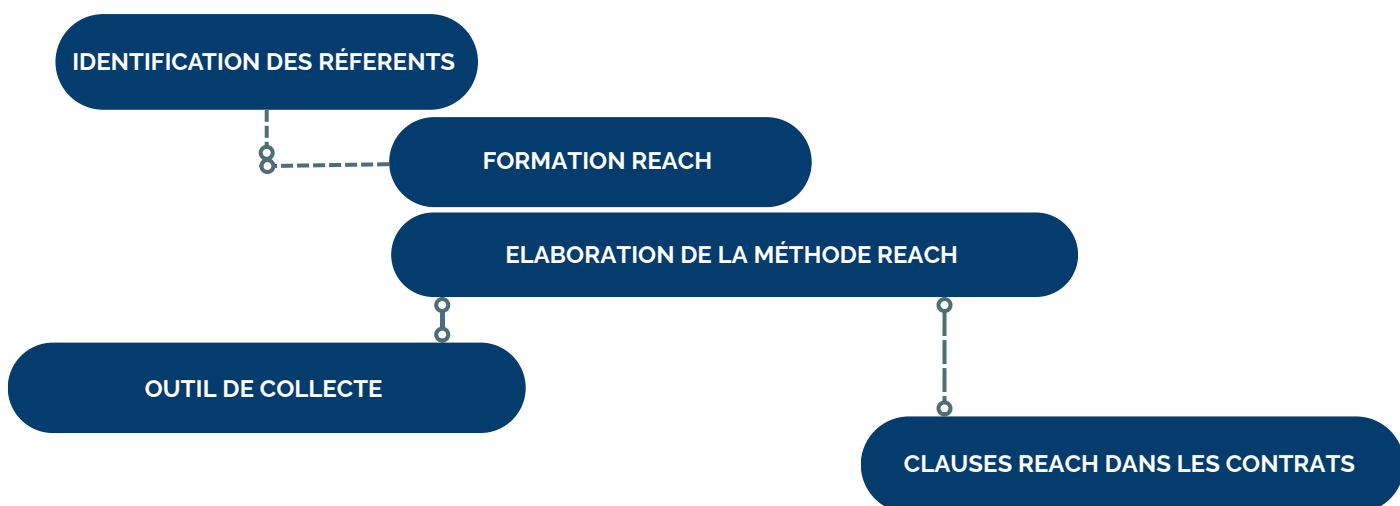 IDENTIFICATION DES RÉFERENTS
FORMATION REACH
ELABORATION DE LA MÉTHODE REACH
OUTIL DE COLLECTE
CLAUSES REACH DANS LES CONTRATS